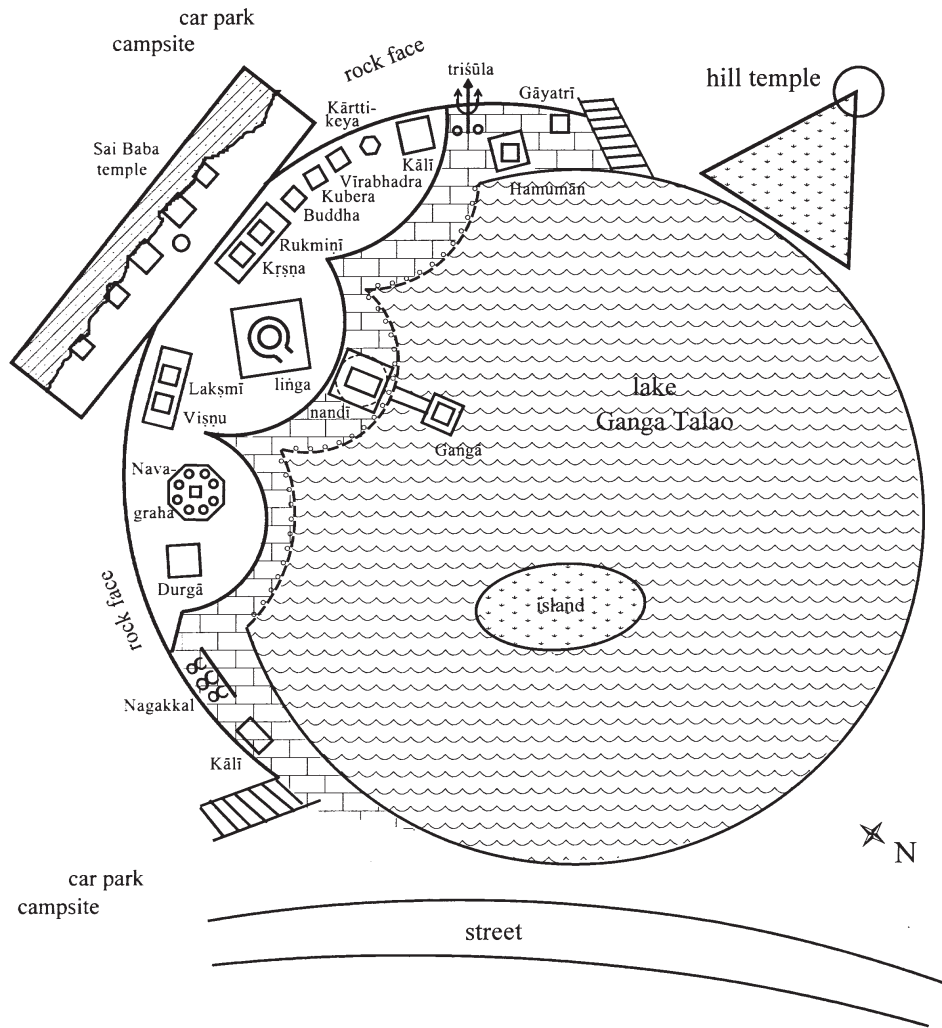 car park
campsite
rock face
triśūla
hill temple
Gāyatrī
Kārtti-
keya
Sai Baba
temple
Kālī
Vīrabhadra
Hamumān
Kubera
Buddha
Rukmiṇī
Kṛṣṇa
Lakṣmī
liṅga
lake
Viṣṇu
nandī
Ganga Talao
Gaṅgā
Nava-
graha
Durgā
island
rock face
Nagakkal
Kālī
N
car park
campsite
street